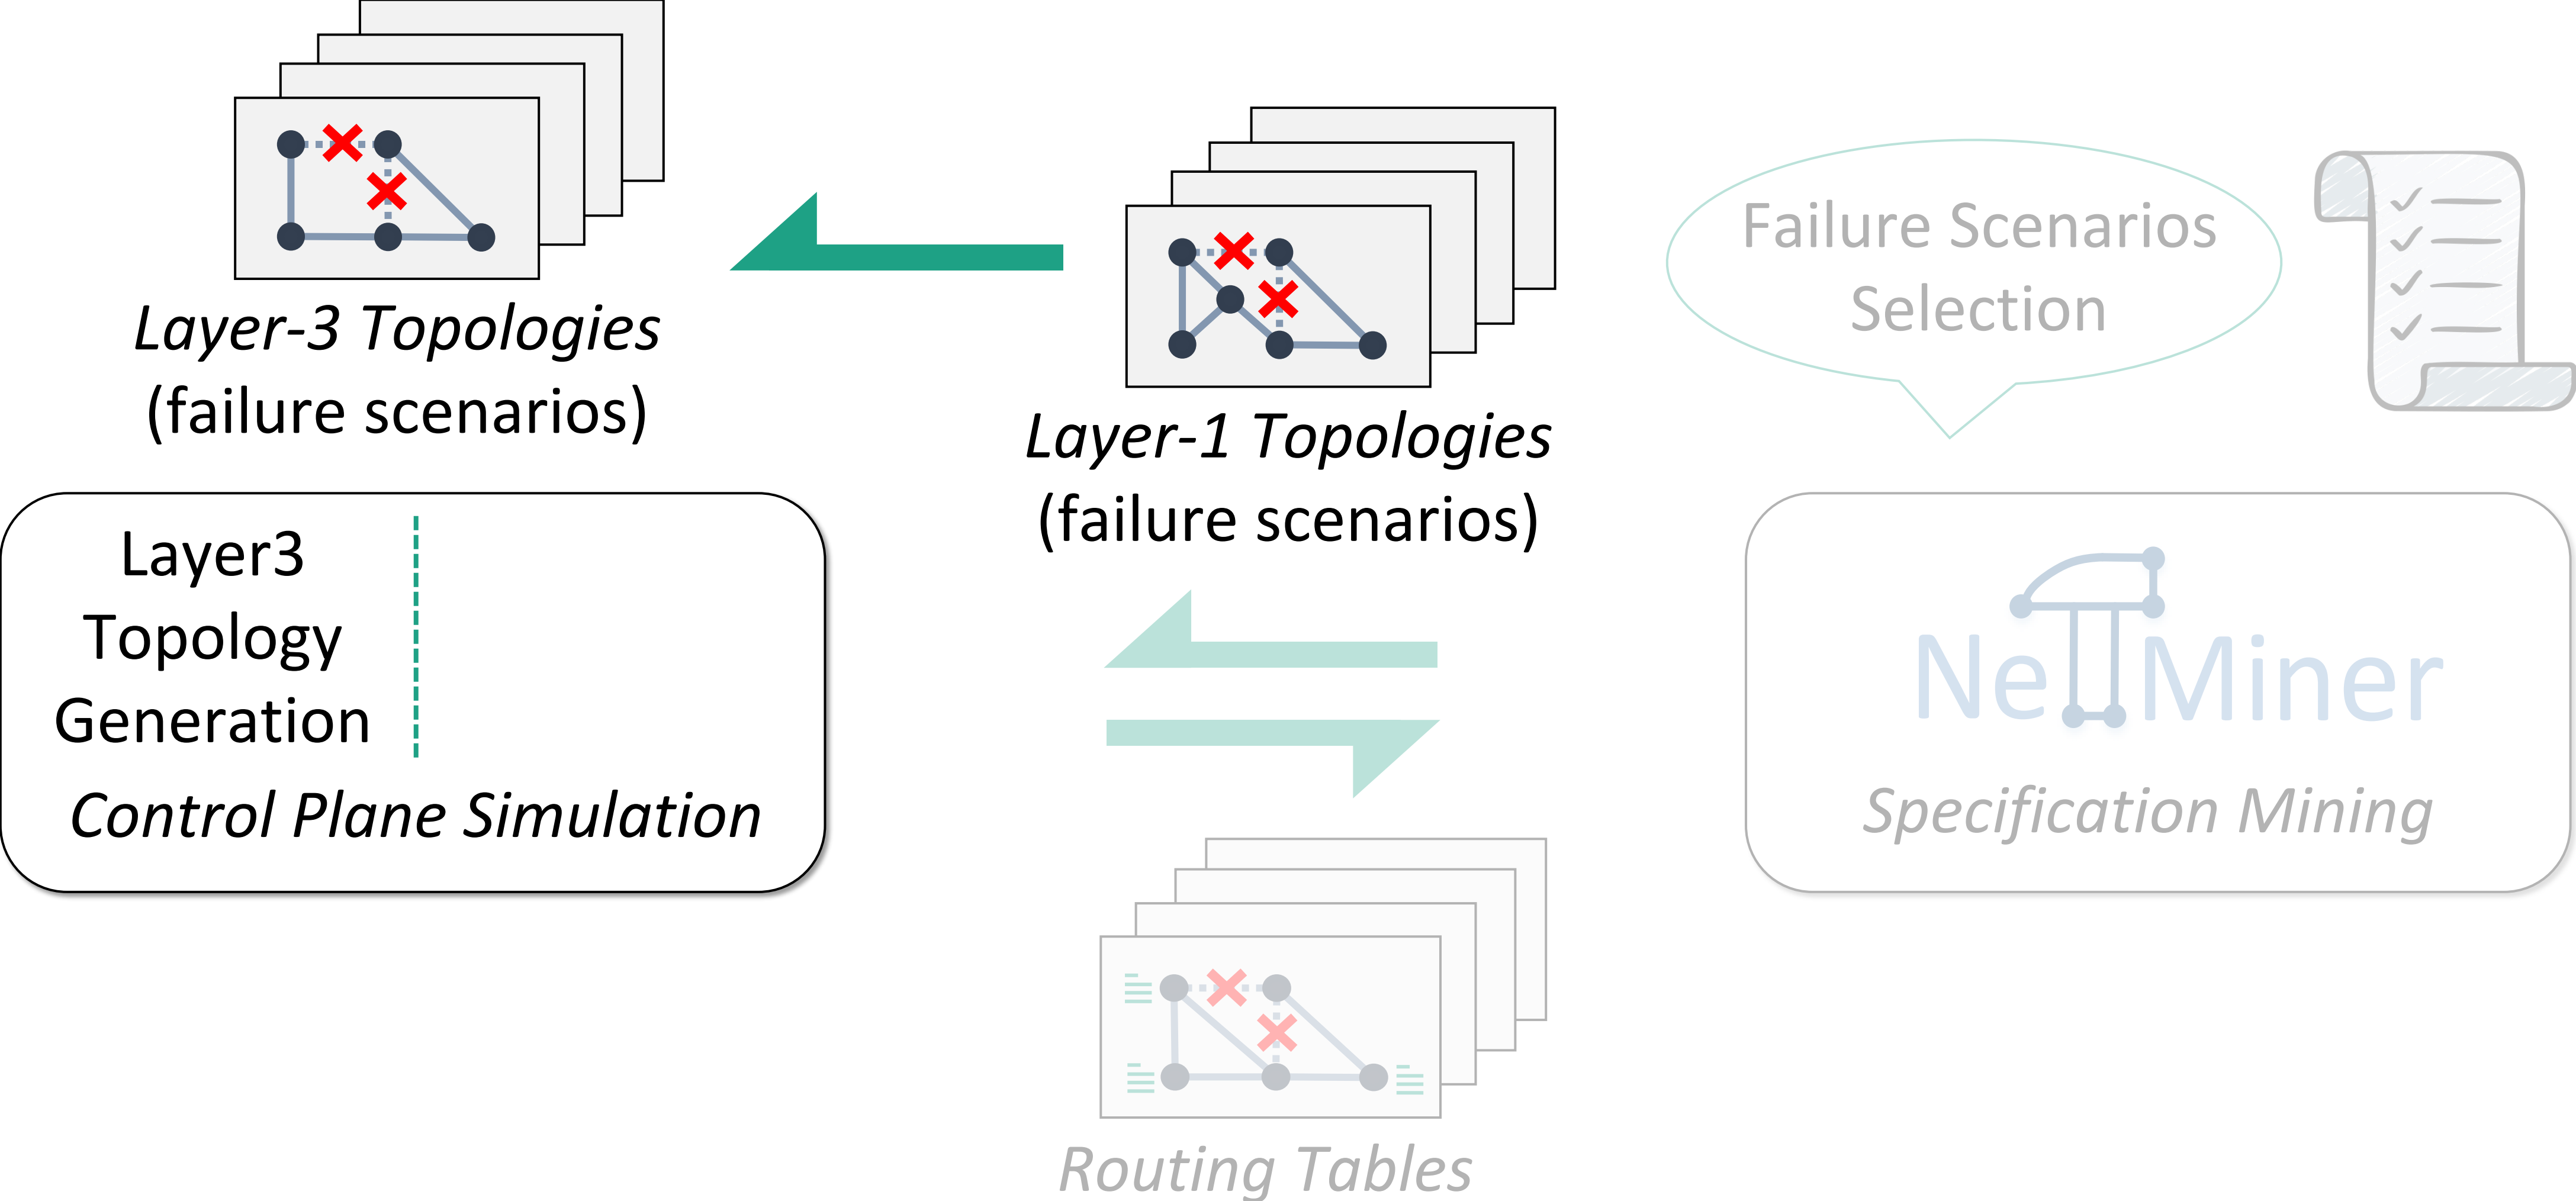 Layer-3 Topologies
(failure scenarios)
Layer3
Topology
Generation
Control Plane Simulation
Layer-1 Topologies
(failure scenarios)
Routing Tables
Failure Scenarios
Selection
NeTMiner
Specification Mining